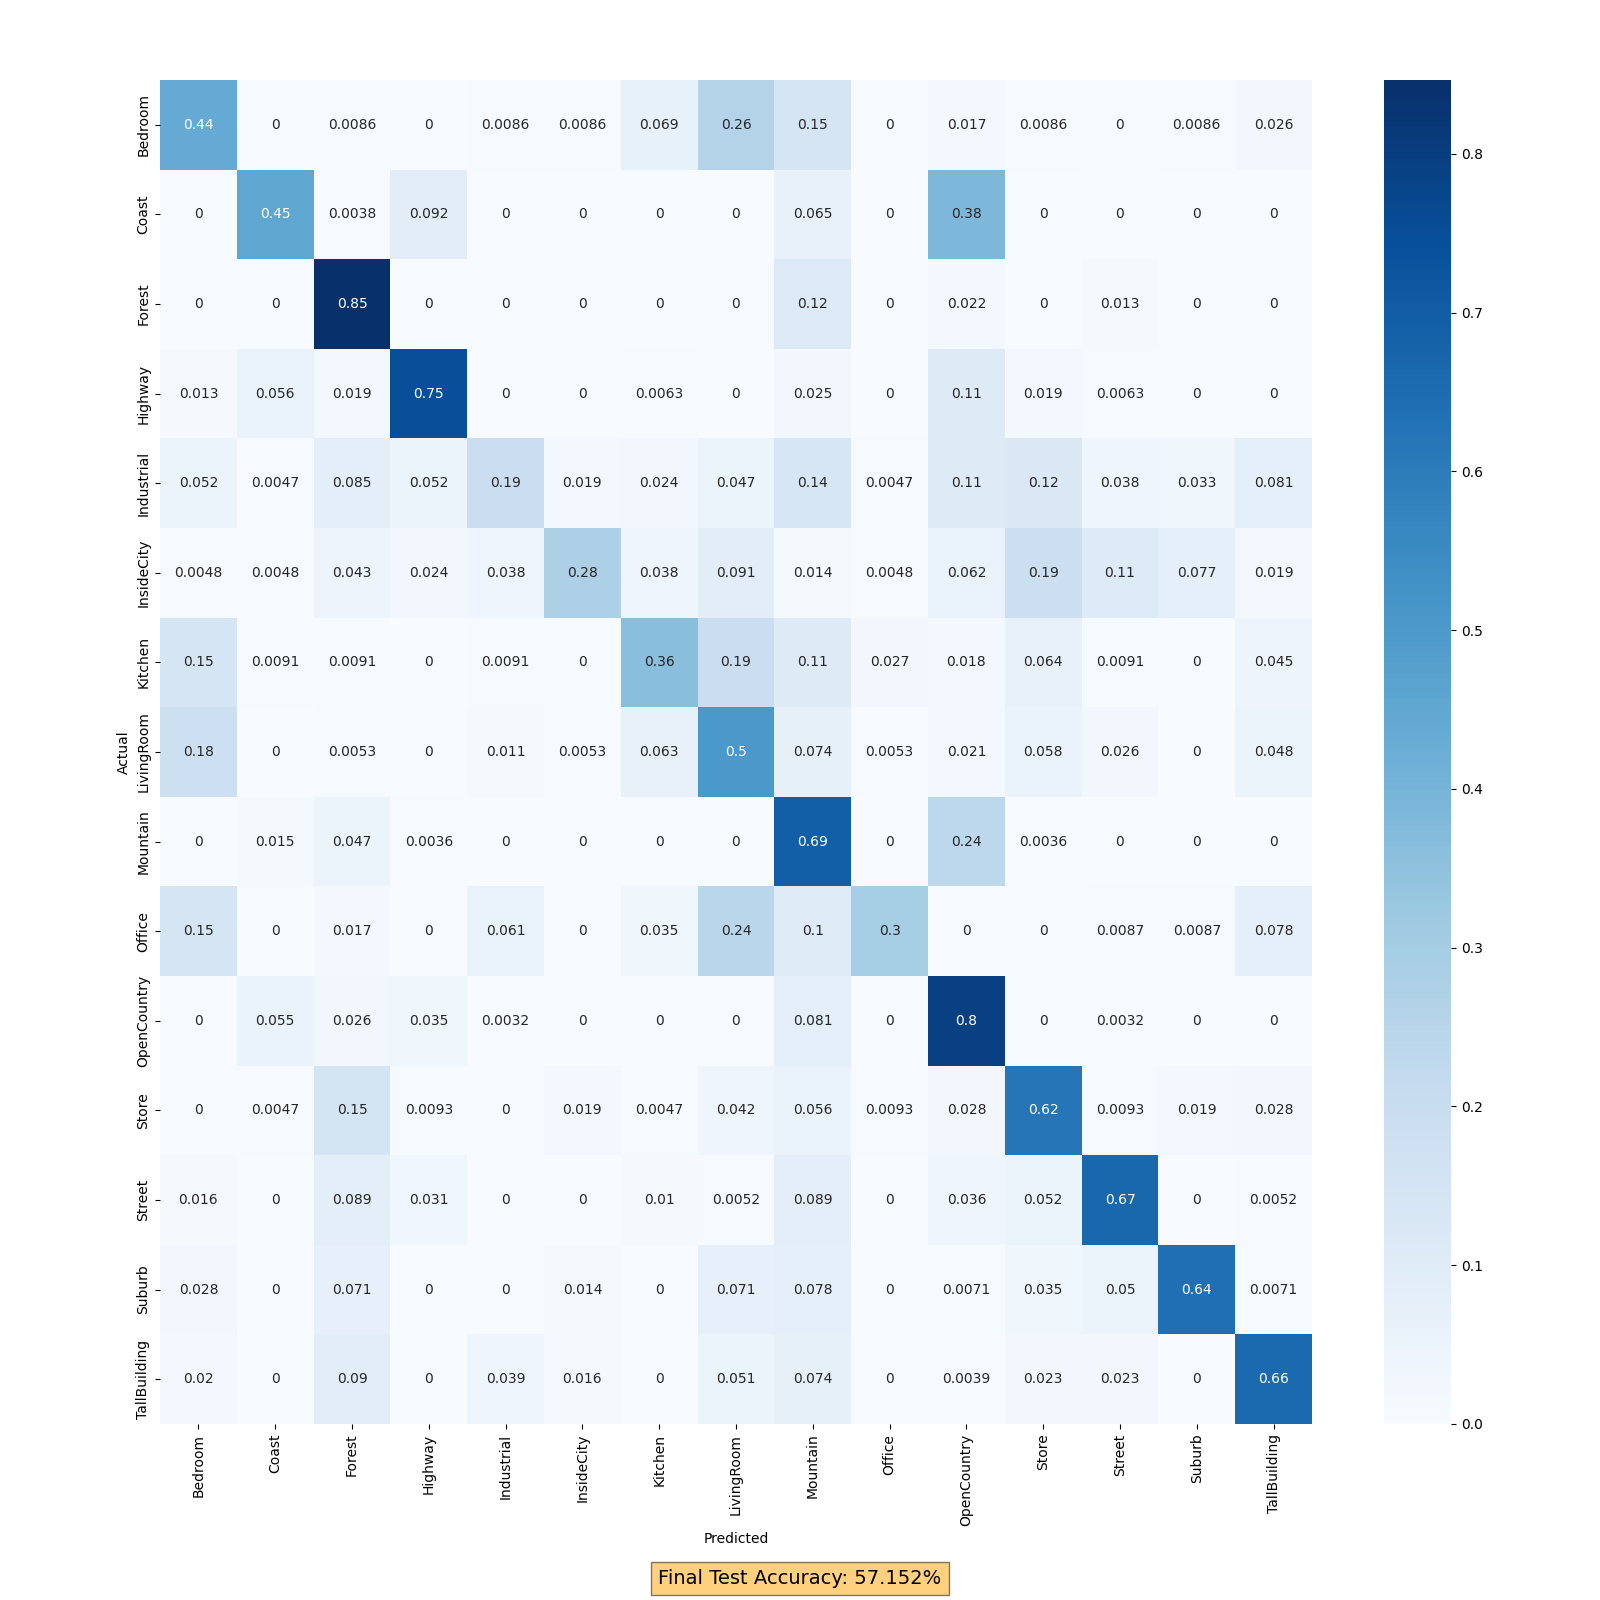 Bedroom 0.44 0 0.0086 0 0.0086 0.0086 0.069 0.26 0.15 0 0.017 0.0086 0 0.0086 0.026
Coast 0 0.45 0.0038 0.092 0 0 0 0 0.065 0 0.38 0 0 0 0
Forest 0 0 0.85 0 0 0 0 0 0.12 0 0.022 0 0.013 0 0
Highway 0.013 0.056 0.019 0.75 0 0 0.0063 0 0.025 0 0.11 0.019 0.0063 0 0
Industrial 0.052 0.0047 0.085 0.052 0.19 0.019 0.024 0.047 0.14 0.0047 0.11 0.12 0.038 0.033 0.081
InsideCity 0.0048 0.0048 0.043 0.024 0.038 0.28 0.038 0.091 0.014 0.0048 0.062 0.19 0.11 0.077 0.019
Kitchen 0.15 0.0091 0.0091 0 0.0091 0 0.36 0.19 0.11 0.027 0.018 0.064 0.0091 0 0.045
Actual
LivingRoom 0.18 0 0.0053 0 0.011 0.0053 0.063 0.5 0.074 0.0053 0.021 0.058 0.026 0 0.048
Mountain 0 0.015 0.047 0.0036 0 0 0 0 0.69 0 0.24 0.0036 0 0 0
Office 0.15 0 0.017 0 0.061 0 0.035 0.24 0.1 0.3 0 0 0.0087 0.0087 0.078
OpenCountry 0 0.055 0.026 0.035 0.0032 0 0 0 0.081 0 0.8 0 0.0032 0 0
Store 0 0.0047 0.15 0.0093 0 0.019 0.0047 0.042 0.056 0.0093 0.028 0.62 0.0093 0.019 0.028
Street 0.016 0 0.089 0.031 0 0 0.01 0.0052 0.089 0 0.036 0.052 0.67 0 0.0052
Suburb 0.028 0 0.071 0 0 0.014 0 0.071 0.078 0 0.0071 0.035 0.05 0.64 0.0071
TallBuilding 0.02 0 0.09 0 0.039 0.016 0 0.051 0.074 0 0.0039 0.023 0.023 0 0.66
Bedroom Coast Forest Highway Industrial InsideCity Kitchen LivingRoom Mountain Office OpenCountry Store Street Suburb TallBuilding
Predicted
0.8
0.7
0.6
0.5
0.4
0.3
0.2
0.1
0.0
Final Test Accuracy: 57.152%